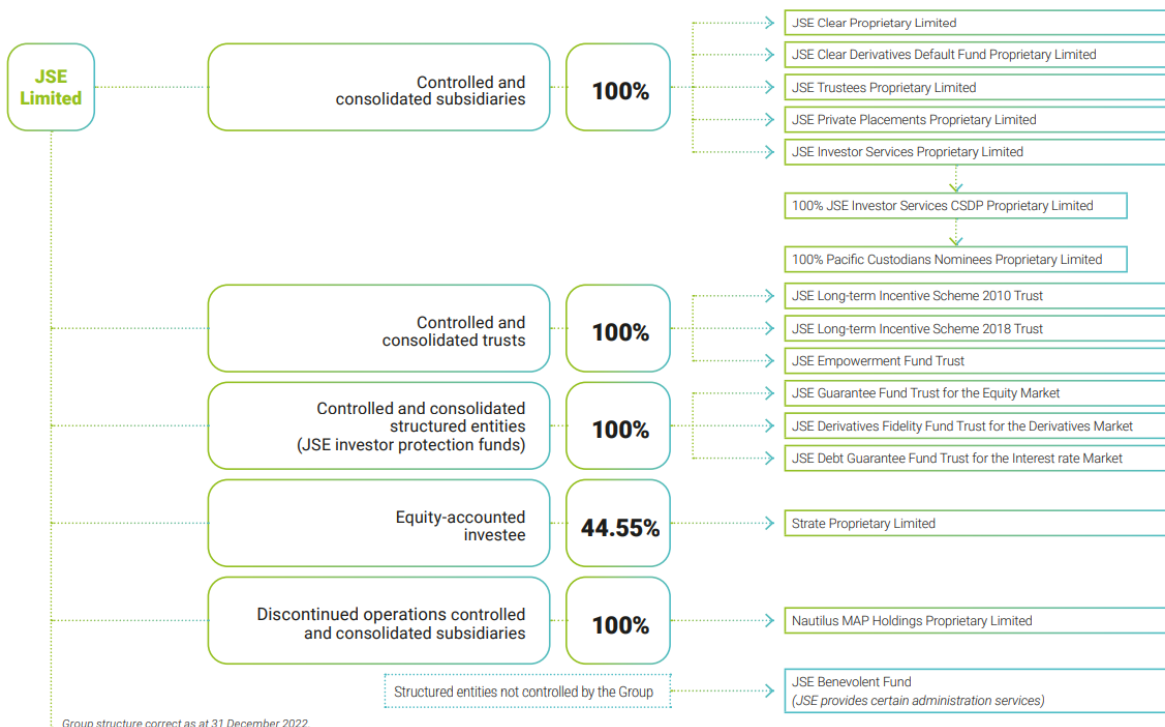 JSE
Limited
Controlled and
consolidated subsidiaries
100%
JSE Clear Proprietary Limited
JSE Clear Derivatives Default Fund Proprietary Limited
JSE Trustees Proprietary Limited
JSE Private Placements Proprietary Limited
JSE Investor Services Proprietary Limited
100% JSE Investor Services CSDP Proprietary Limited
100% Pacific Custodians Nominees Proprietary Limited
Controlled and
consolidated trusts
100%
JSE Long-term Incentive Scheme 2010 Trust
JSE Long-term Incentive Scheme 2018 Trust
JSE Empowerment Fund Trust
Controlled and consolidated
structured entities
(JSE investor protection funds)
100%
JSE Guarantee Fund Trust for the Equity Market
JSE Derivatives Fidelity Fund Trust for the Derivatives Market
JSE Debt Guarantee Fund Trust for the Interest rate Market
Equity-accounted
investee
44.55%
Strate Proprietary Limited
Discontinued operations controlled
and consolidated subsidiaries
100%
Nautilus MAP Holdings Proprietary Limited
Structured entities not controlled by the Group
JSE Benevolent Fund
(JSE provides certain administration services)
Group structure correct as at 31 December 2022.